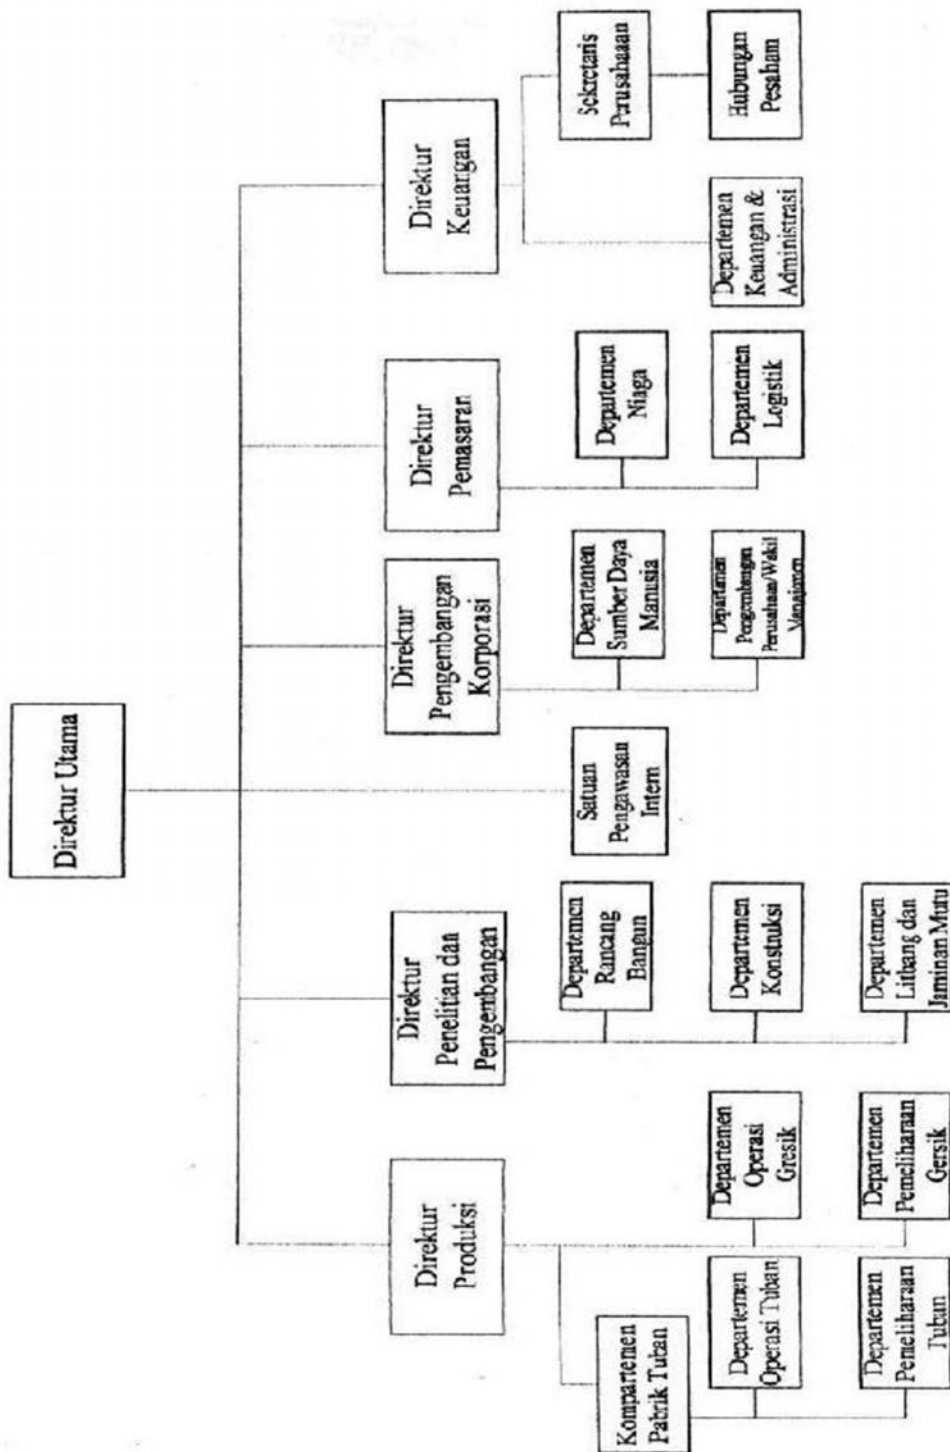 Direktur Utama
Direktur
Produksi
Direktur
Penelitian dan
Pengembangan
Direktur
Pengembangan
Korporasi
Direktur
Pemasaran
Direktur
Keuangan
Kompartemen
Pabrik Tuban
Departemen
Rancang
Bangun
Satuan
Pengawasan
Intern
Departemen
Sumber Daya
Manusia
Departemen
Niaga
Sekretaris
Perusahaaan
Departemen
Operasi Tuban
Departemen
Operasi
Gresik
Departemen
Konstruksi
Departemen
Pengembangan
Perusahaan/Wakil
Manajemen
Departemen
Logistik
Departemen
Keuangan &
Administrasi
Hubungan
Pesaham
Departemen
Pemeliharaan
Tuban
Departemen
Pemeliharaan
Gersik
Departemen
Litbang dan
Jaminan Mutu